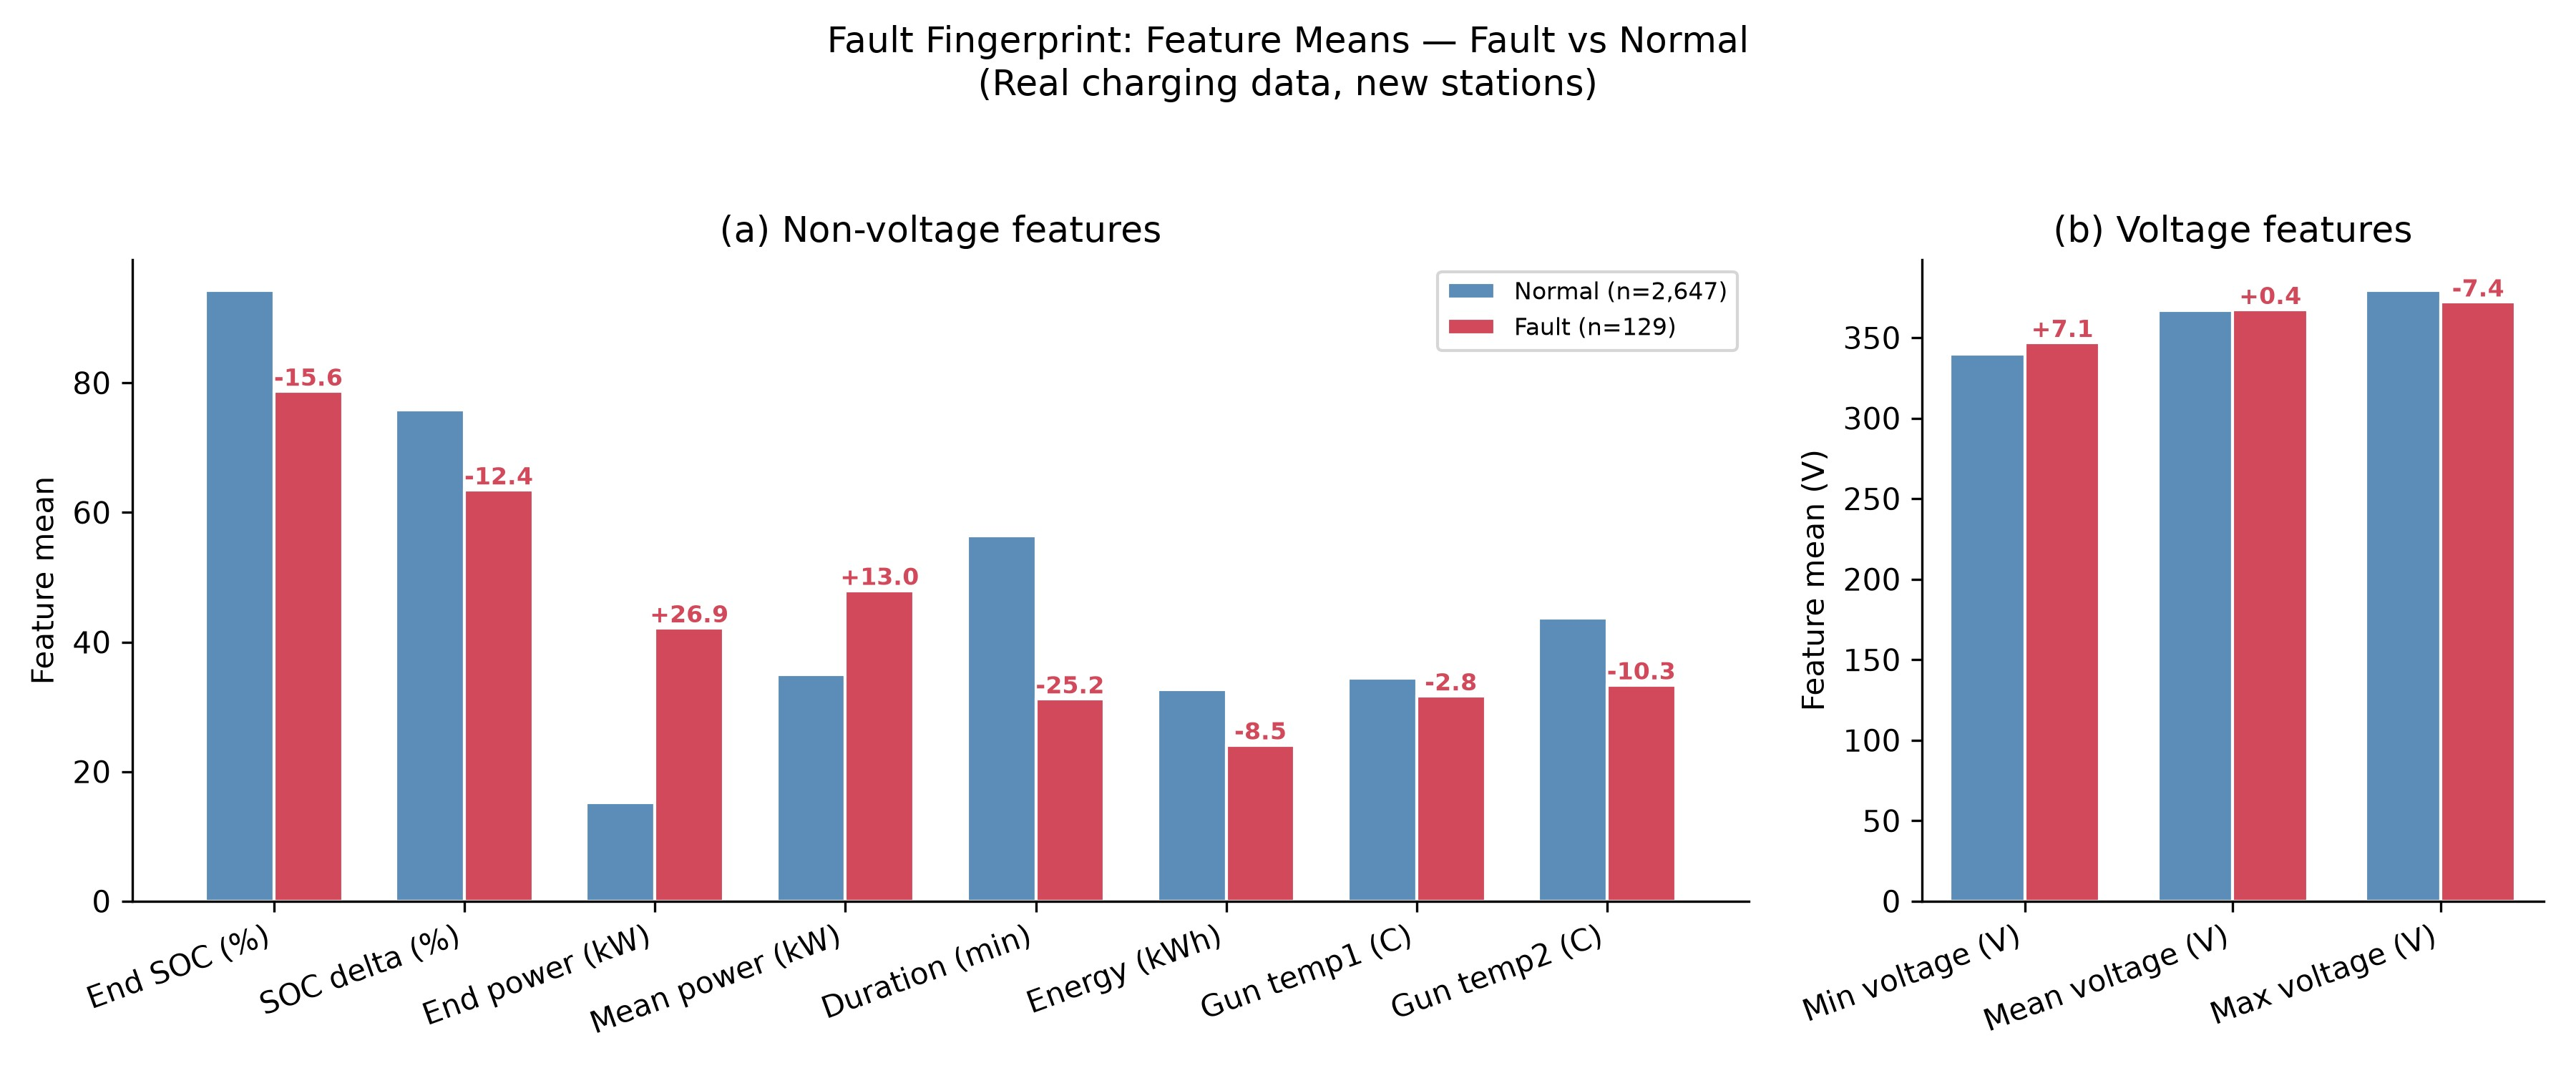 Fault Fingerprint: Feature Means — Fault vs Normal
(Real charging data, new stations)
(a) Non-voltage features
Feature mean
80
60
40
20
0
Normal (n=2,647)
Fault (n=129)
-15.6
-12.4
+26.9
+13.0
-25.2
-8.5
-2.8
-10.3
End SOC (%)
SOC delta (%)
End power (kW)
Mean power (kW)
Duration (min)
Energy (kWh)
Gun temp1 (C)
Gun temp2 (C)
(b) Voltage features
Feature mean (V)
350
300
250
200
150
100
50
0
+7.1
+0.4
-7.4
Min voltage (V)
Mean voltage (V)
Max voltage (V)